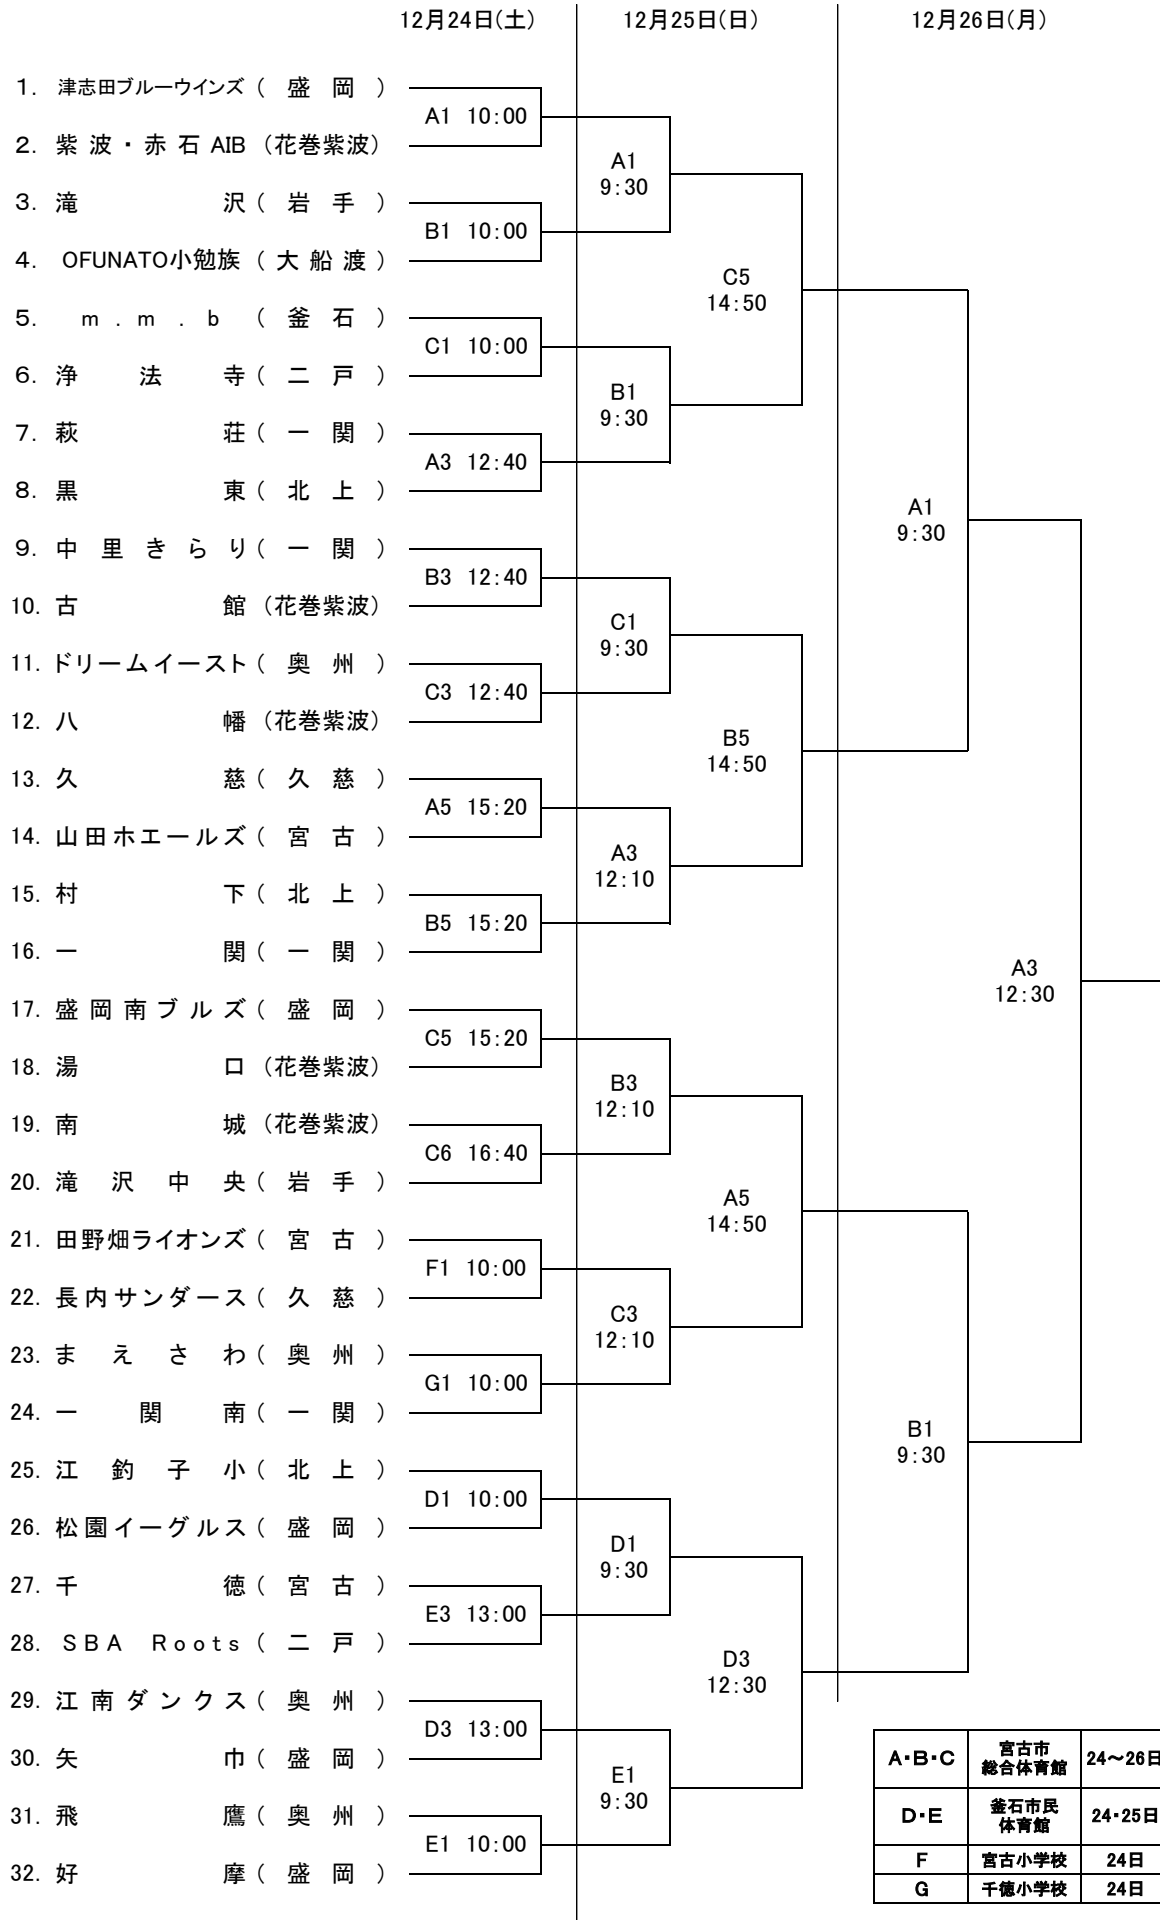 12月24日(土) 12月25日(日) 12月26日(月)
1. 津志田ブルーウインズ ( 盛 岡 )
A1 10:00
2. 紫 波 ・ 赤 石 AIB (花巻紫波)
A1
9:30
3. 滝 沢 ( 岩 手 )
B1 10:00
4. OFUNATO小勉族 ( 大 船 渡 )
C5
14:50
5. m . m . b ( 釜 石 )
C1 10:00
6. 浄 法 寺 ( 二 戸 )
B1
9:30
7. 萩 荘 ( 一 関 )
A3 12:40
8. 黒 東 ( 北 上 )
A1
9:30
9. 中 里 き ら り ( 一 関 )
B3 12:40
10. 古 館 (花巻紫波)
C1
9:30
11. ドリームイースト ( 奥 州 )
C3 12:40
12. 八 幡 (花巻紫波)
B5
14:50
13. 久 慈 ( 久 慈 )
A5 15:20
14. 山田ホエールズ ( 宮 古 )
A3
12:10
15. 村 下 ( 北 上 )
B5 15:20
16. 一 関 ( 一 関 )
A3
12:30
17. 盛 岡 南 ブ ル ズ ( 盛 岡 )
C5 15:20
18. 湯 口 (花巻紫波)
B3
12:10
19. 南 城 (花巻紫波)
C6 16:40
20. 滝 沢 中 央 ( 岩 手 )
A5
14:50
21. 田野畑ライオンズ ( 宮 古 )
F1 10:00
22. 長内サンダース ( 久 慈 )
C3
12:10
23. ま え さ わ ( 奥 州 )
G1 10:00
24. 一 関 南 ( 一 関 )
B1
9:30
25. 江 釣 子 小 ( 北 上 )
D1 10:00
26. 松園イーグルス ( 盛 岡 )
D1
9:30
27. 千 徳 ( 宮 古 )
E3 13:00
28. SBA Roots ( 二 戸 )
D3
12:30
29. 江 南 ダ ン ク ス ( 奥 州 )
D3 13:00
30. 矢 巾 ( 盛 岡 )
E1
9:30
31. 飛 鷹 ( 奥 州 )
E1 10:00
32. 好 摩 ( 盛 岡 )
A・B・C 宮古市 総合体育館 24～26日
D・E 釜石市民 体育館 24・25日
F 宮古小学校 24日
G 千徳小学校 24日